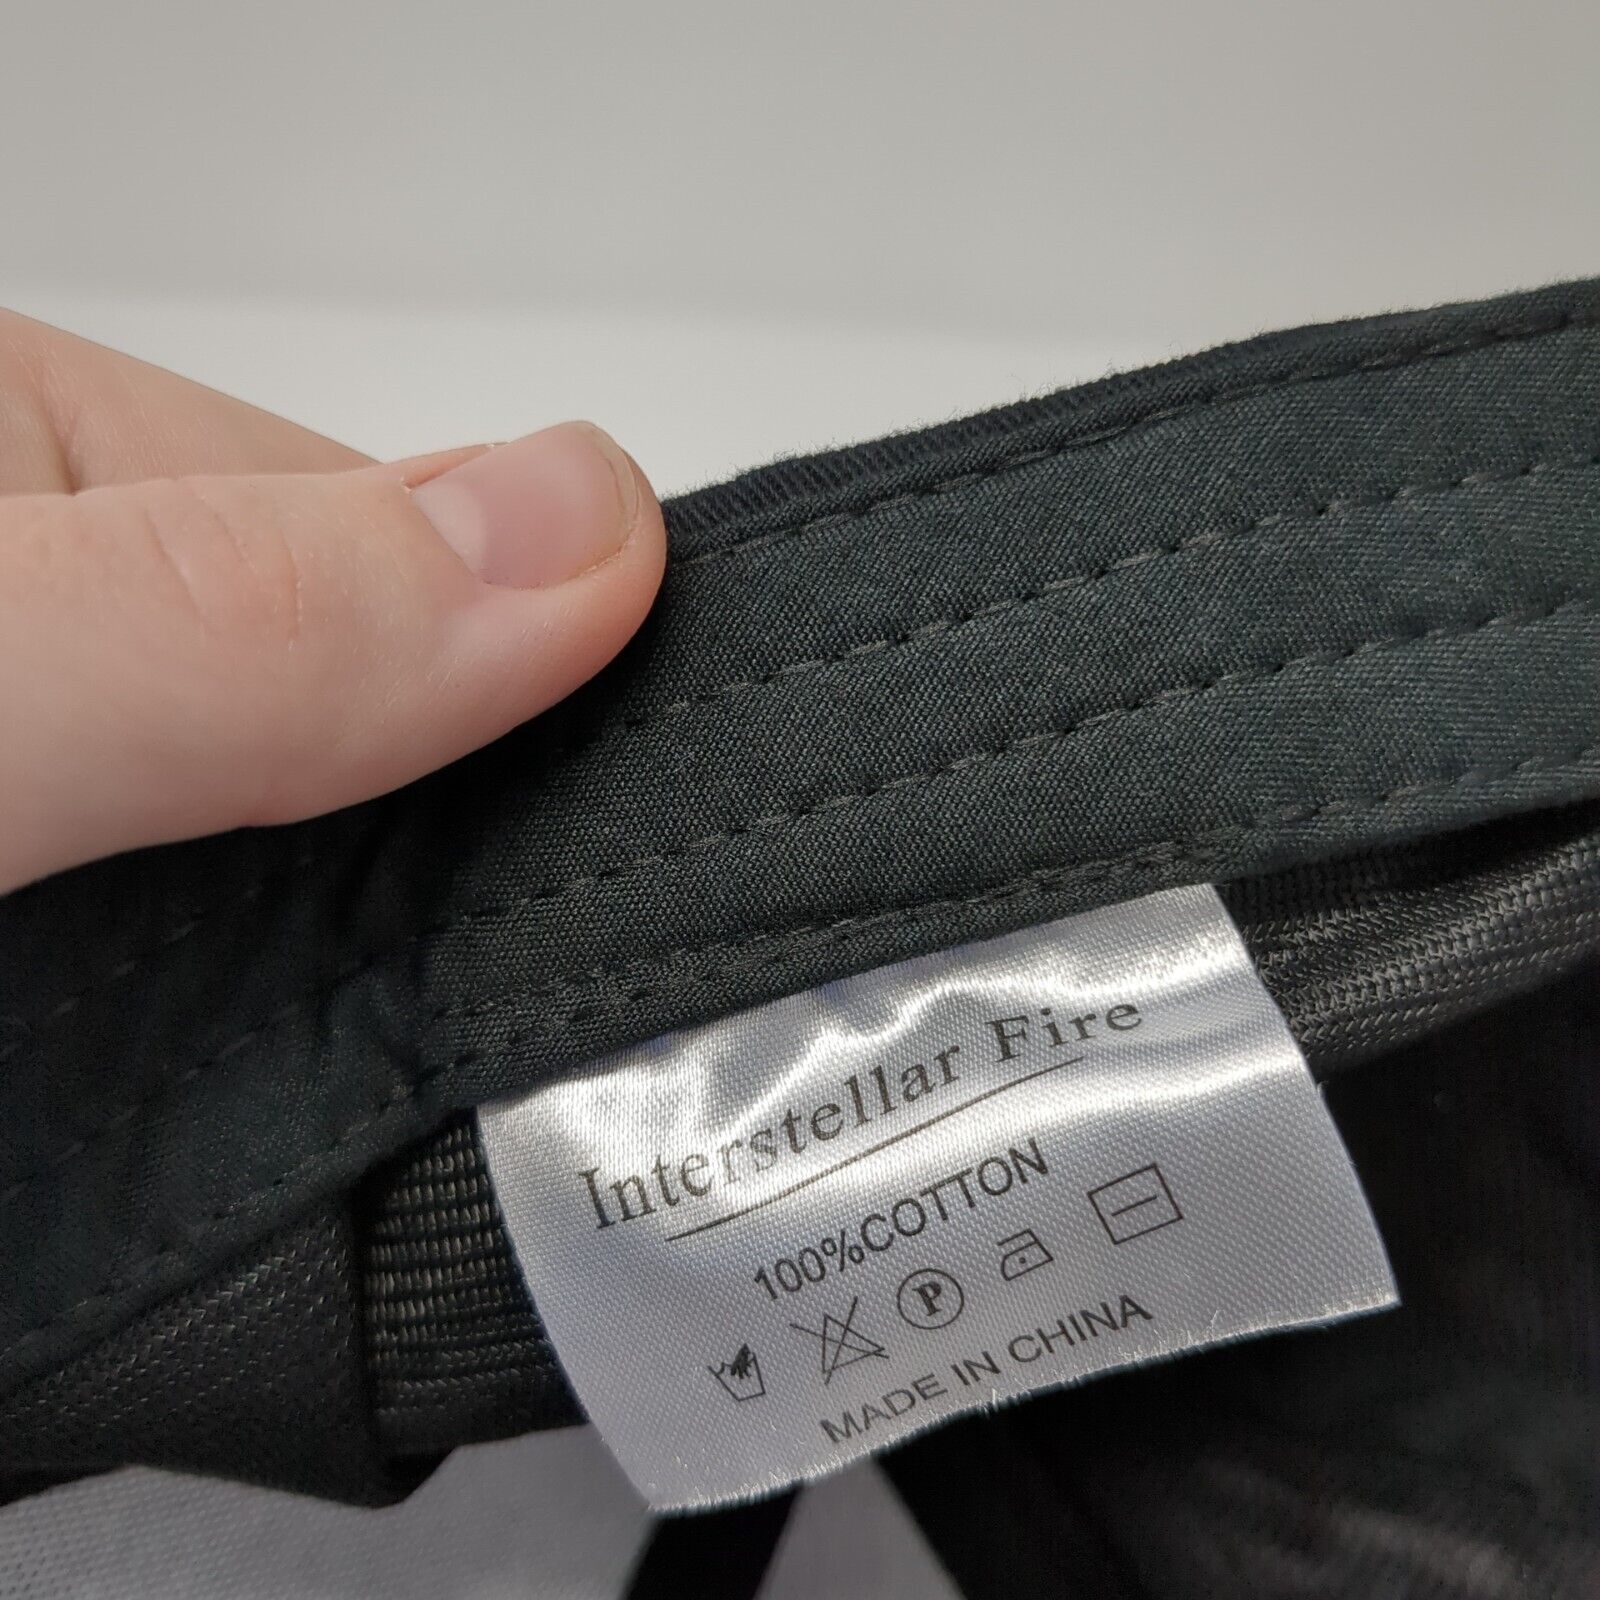 Interstellar Fire
100%COTTON
P
MADE IN CHINA